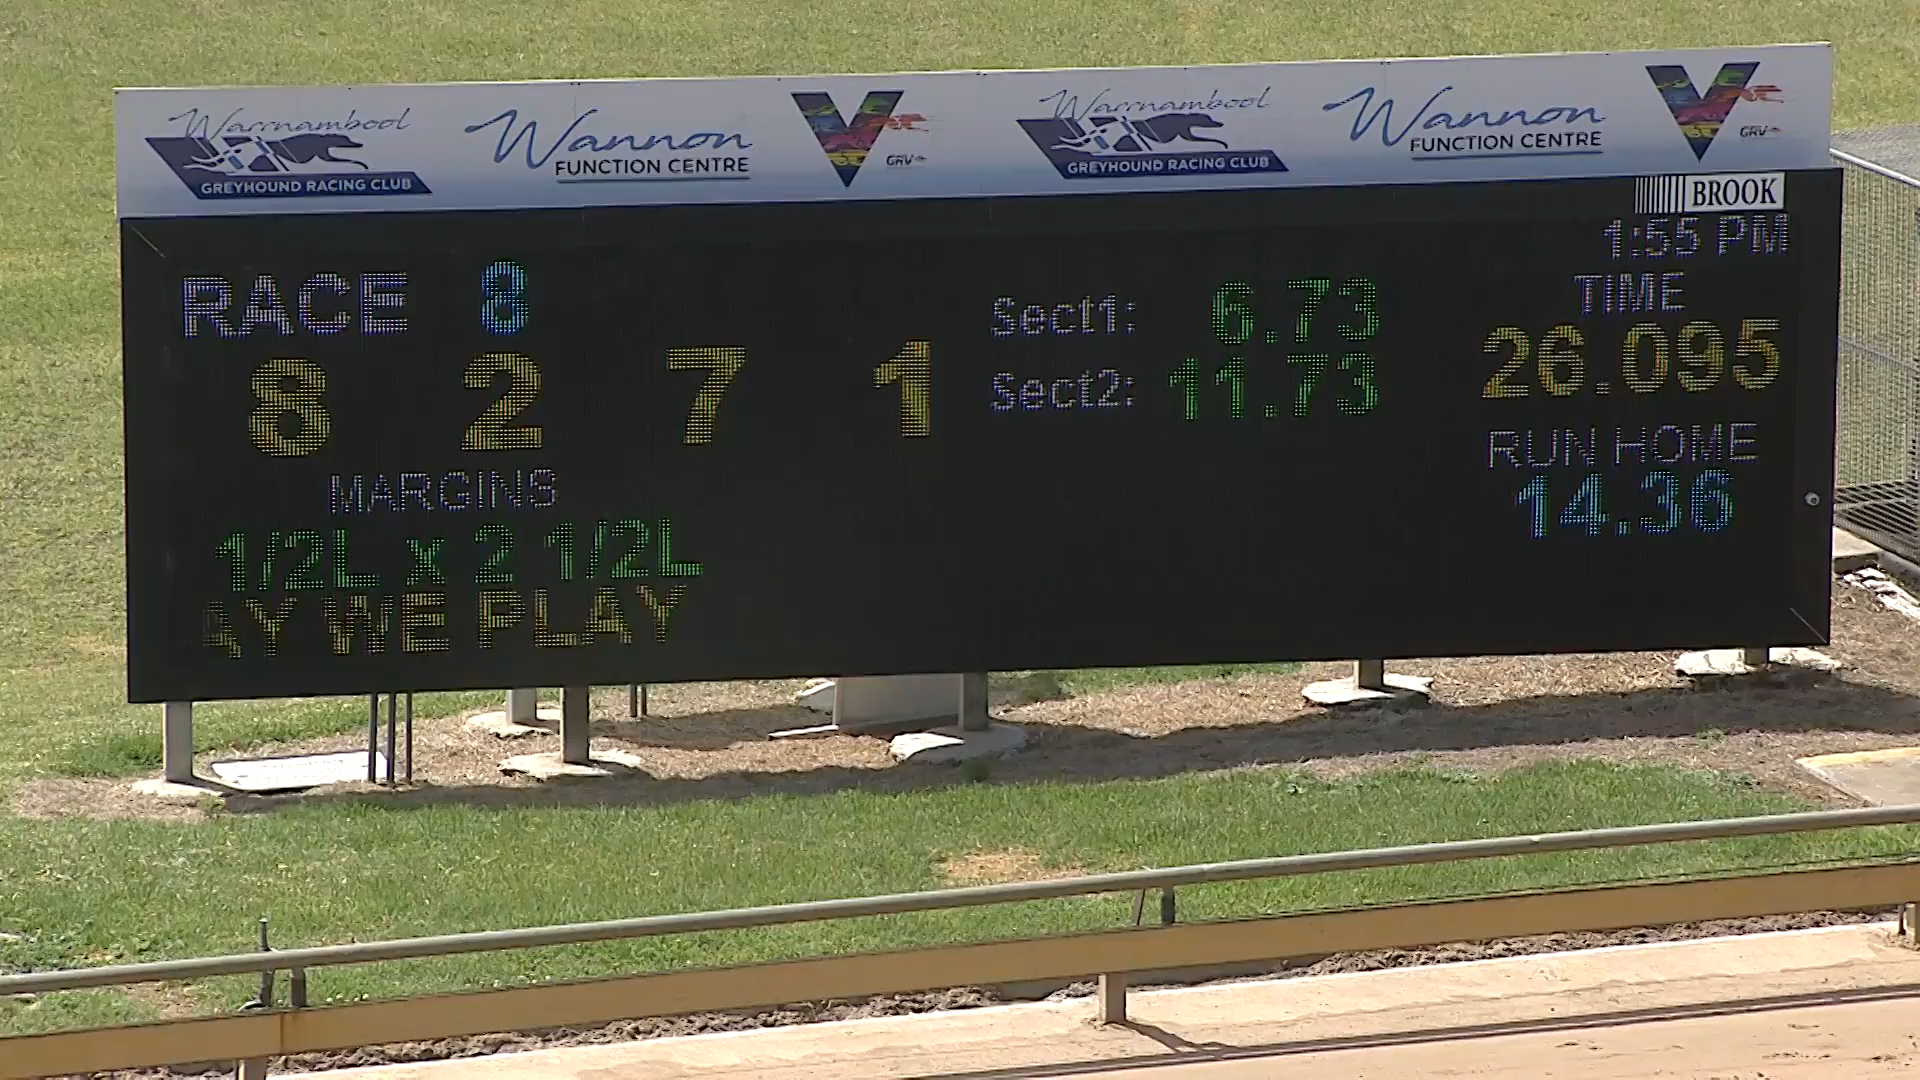 Warrnambool
GREYHOUND RACING CLUB
Wannon
FUNCTION CENTRE
V
GRV
Warrnambool
GREYHOUND RACING CLUB
Wannon
FUNCTION CENTRE
V
GRV
BROOK
1:55 PM
RACE 8
8 2 7 1
MARGINS
1/2L x 2 1/2L
AY WE PLAY
Sect1: 6.73
Sect2: 11.73
TIME
26.095
RUN HOME
14.36